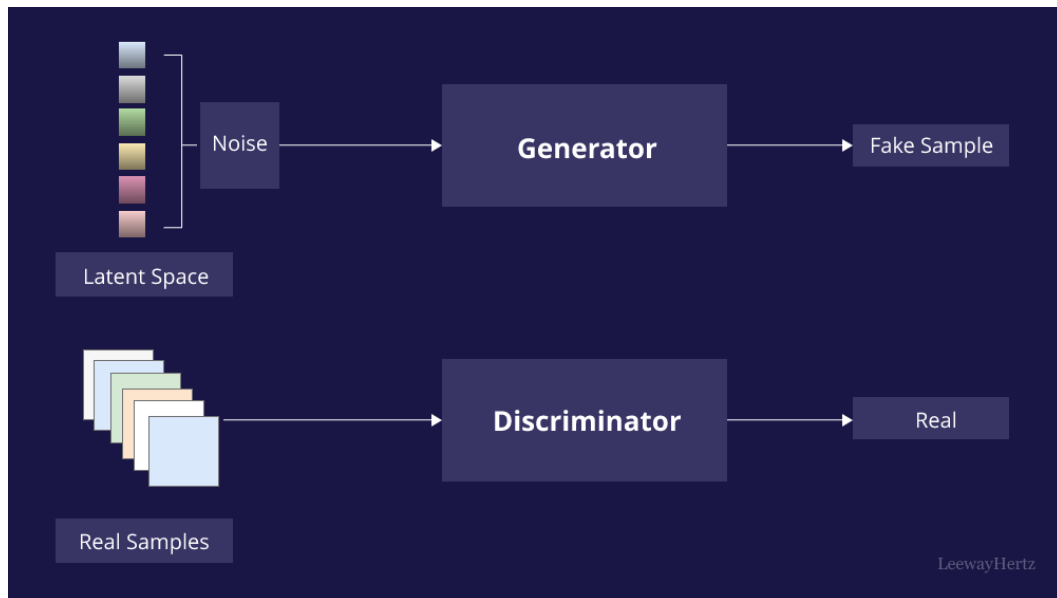 Noise
Generator
Fake Sample
Latent Space
Discriminator
Real
Real Samples
LeewayHertz